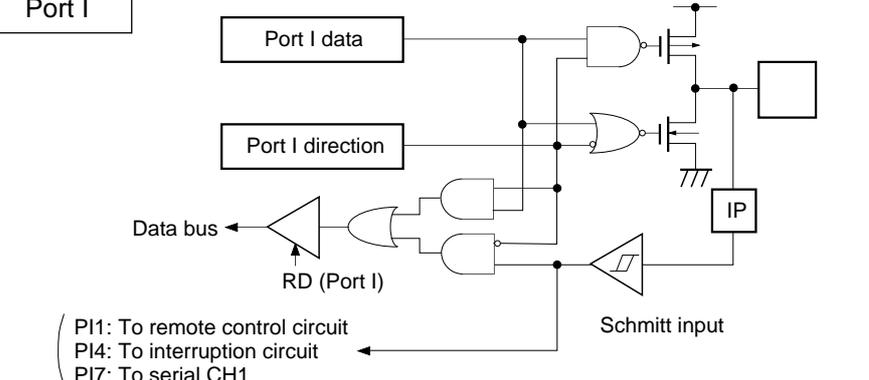 Port I
Port I data
Port I direction
IP
Data bus
RD (Port I)
Schmitt input
PI1: To remote control circuit
PI4: To interruption circuit
PI7: To serial CH1